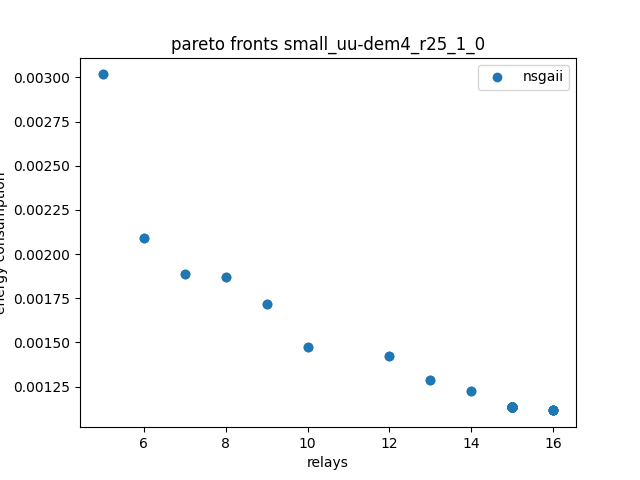 pareto fronts small_uu-dem4_r25_1_0
nsgaii
0.00300
0.00275
0.00250
0.00225
0.00200
0.00175
0.00150
0.00125
energy consumption
6 8 10 12 14 16
relays